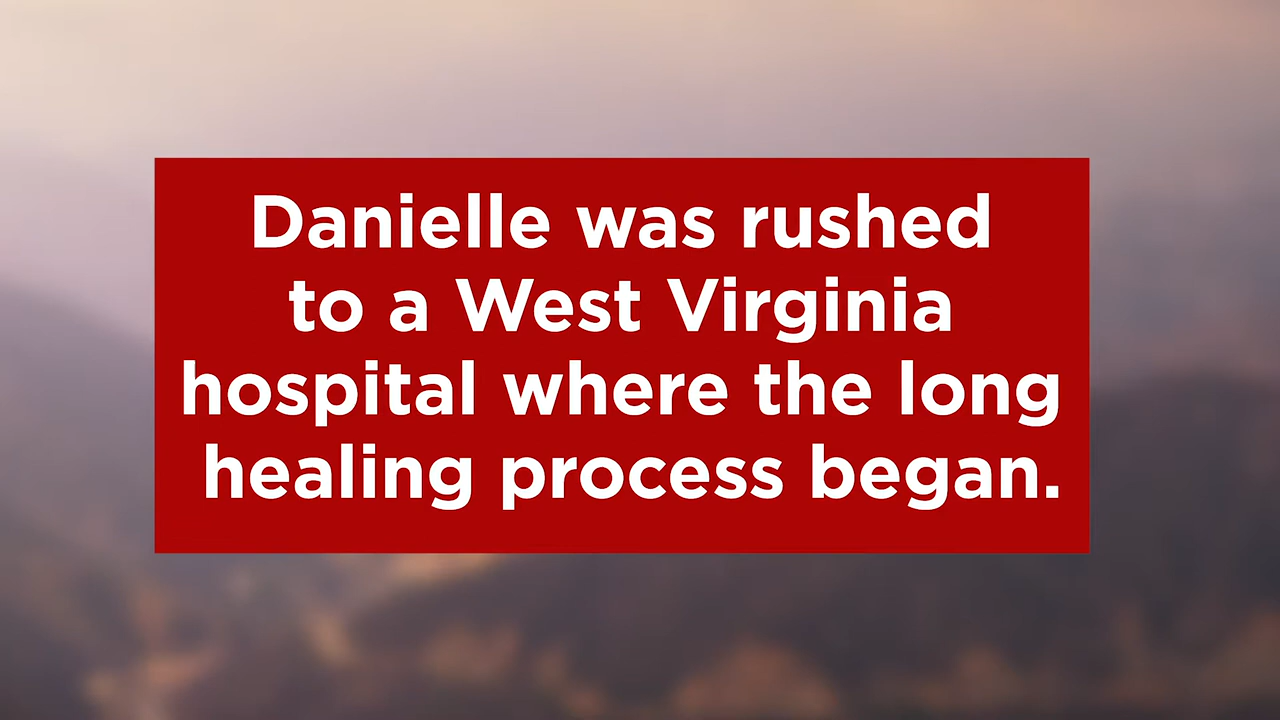 Danielle was rushed
to a West Virginia
hospital where the long
healing process began.